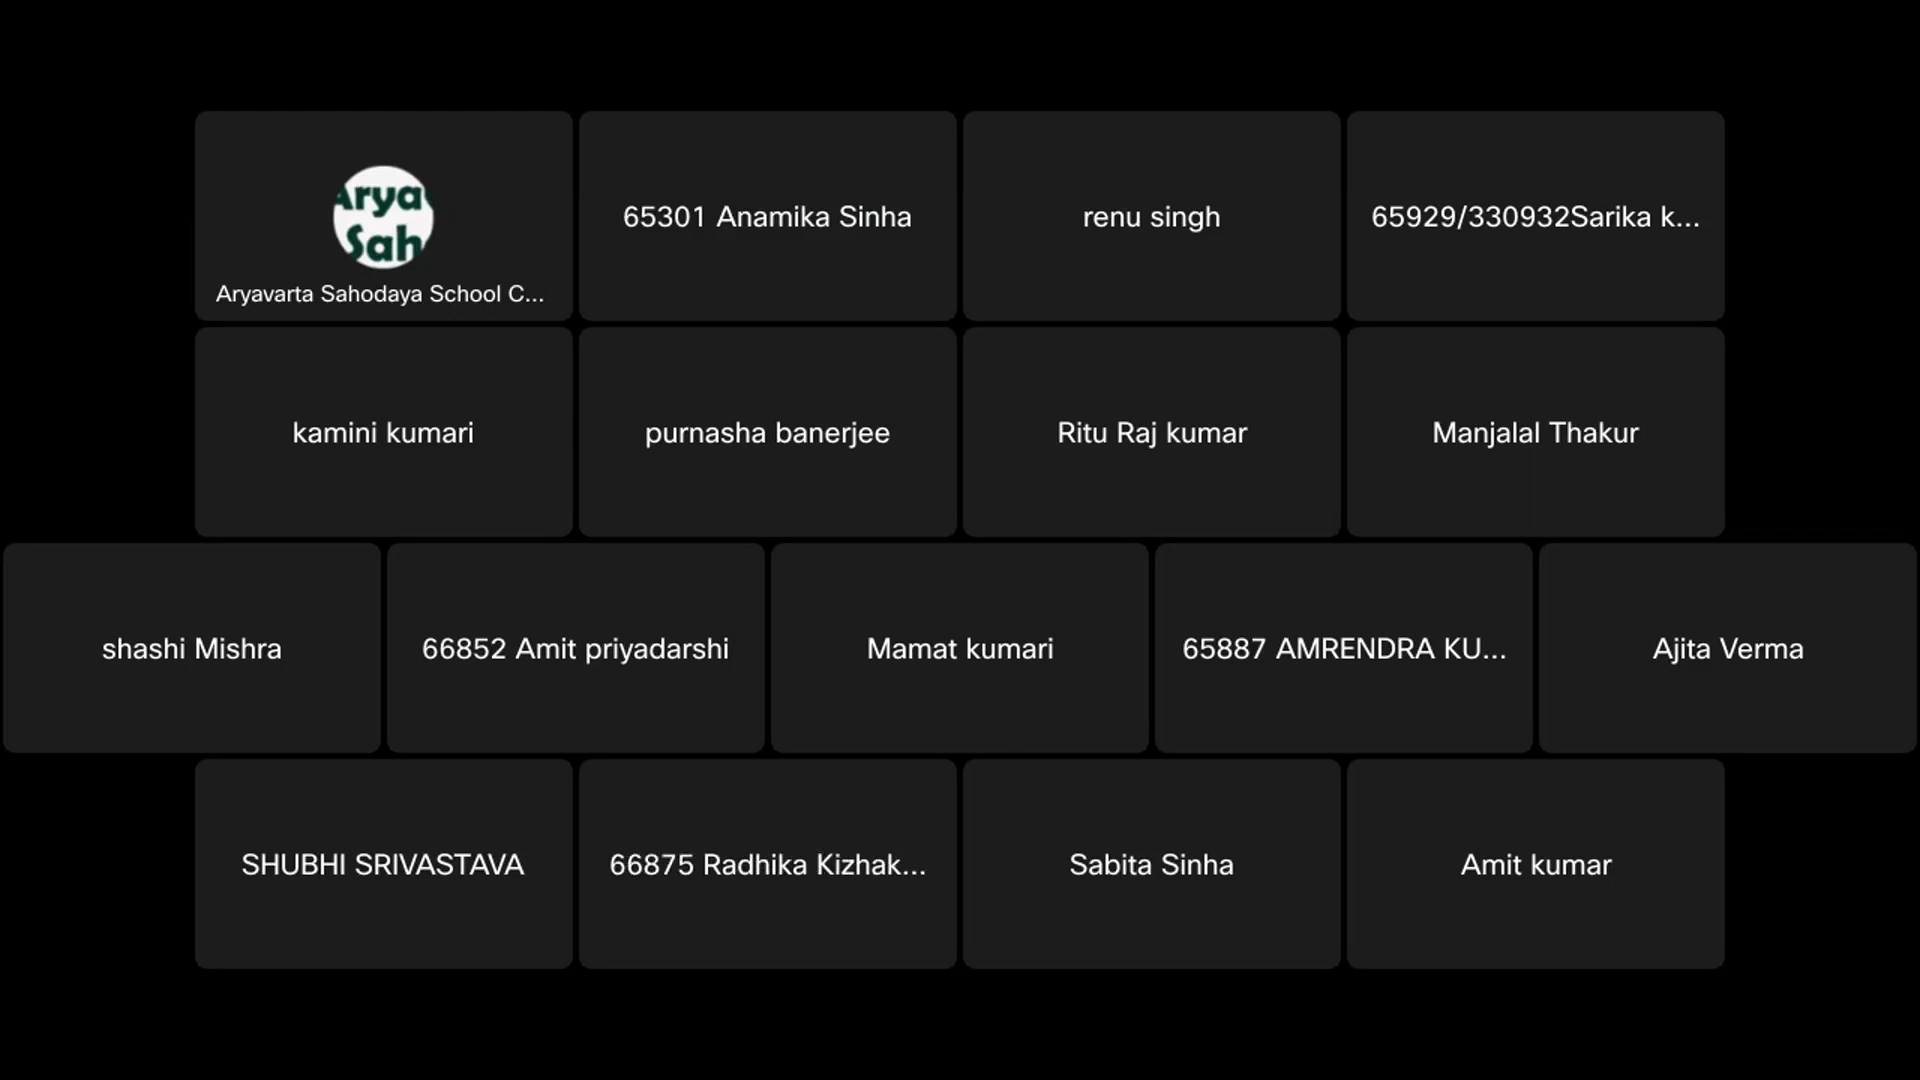 Arya
Sah
Aryavarta Sahodaya School C...
65301 Anamika Sinha
renu singh
65929/330932Sarika k...
kamini kumari
purnasha banerjee
Ritu Raj kumar
Manjalal Thakur
shashi Mishra
66852 Amit priyadarshi
Mamat kumari
65887 AMRENDRA KU...
Ajita Verma
SHUBHI SRIVASTAVA
66875 Radhika Kizhak...
Sabita Sinha
Amit kumar